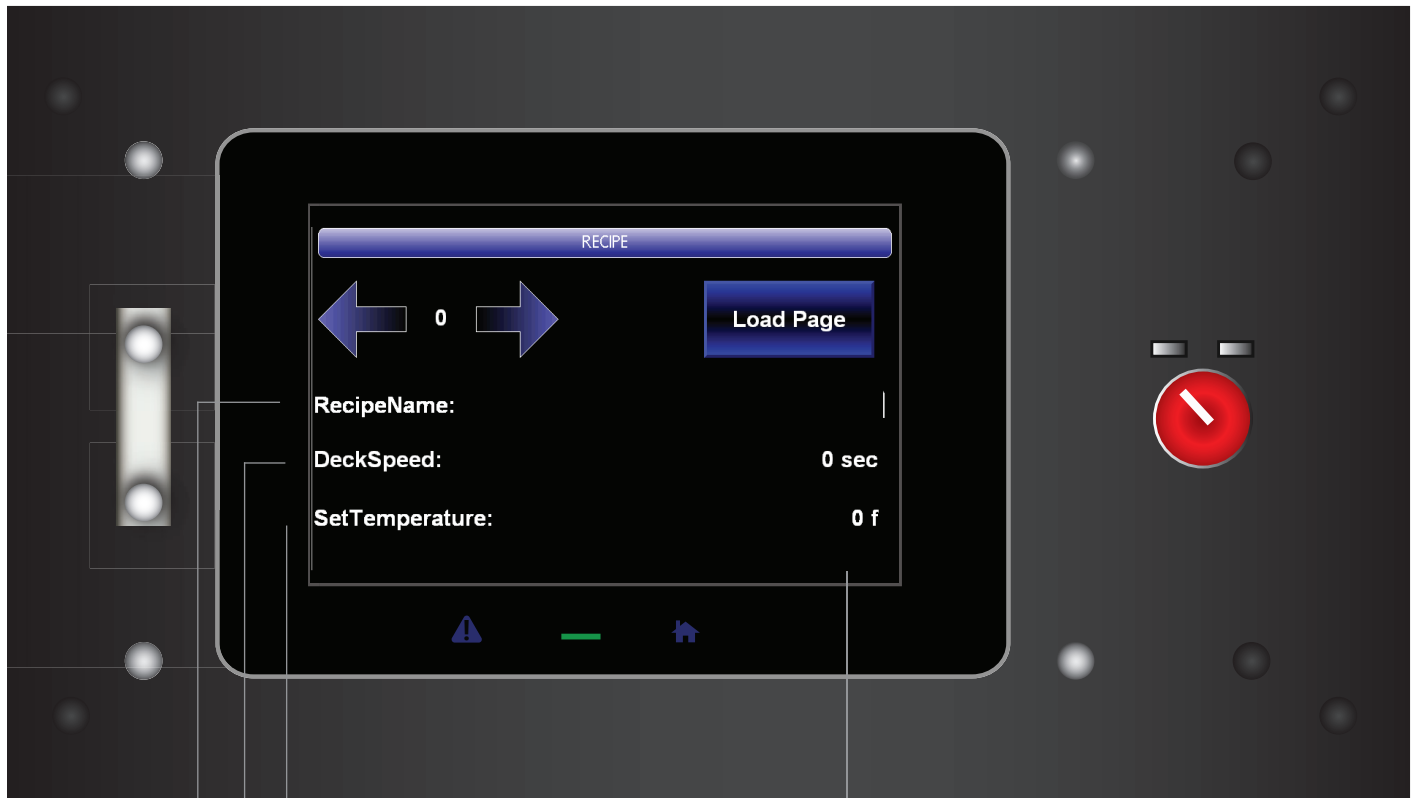 RECIPE
0
Load Page
RecipeName:
DeckSpeed: 0 sec
SetTemperature: 0 f